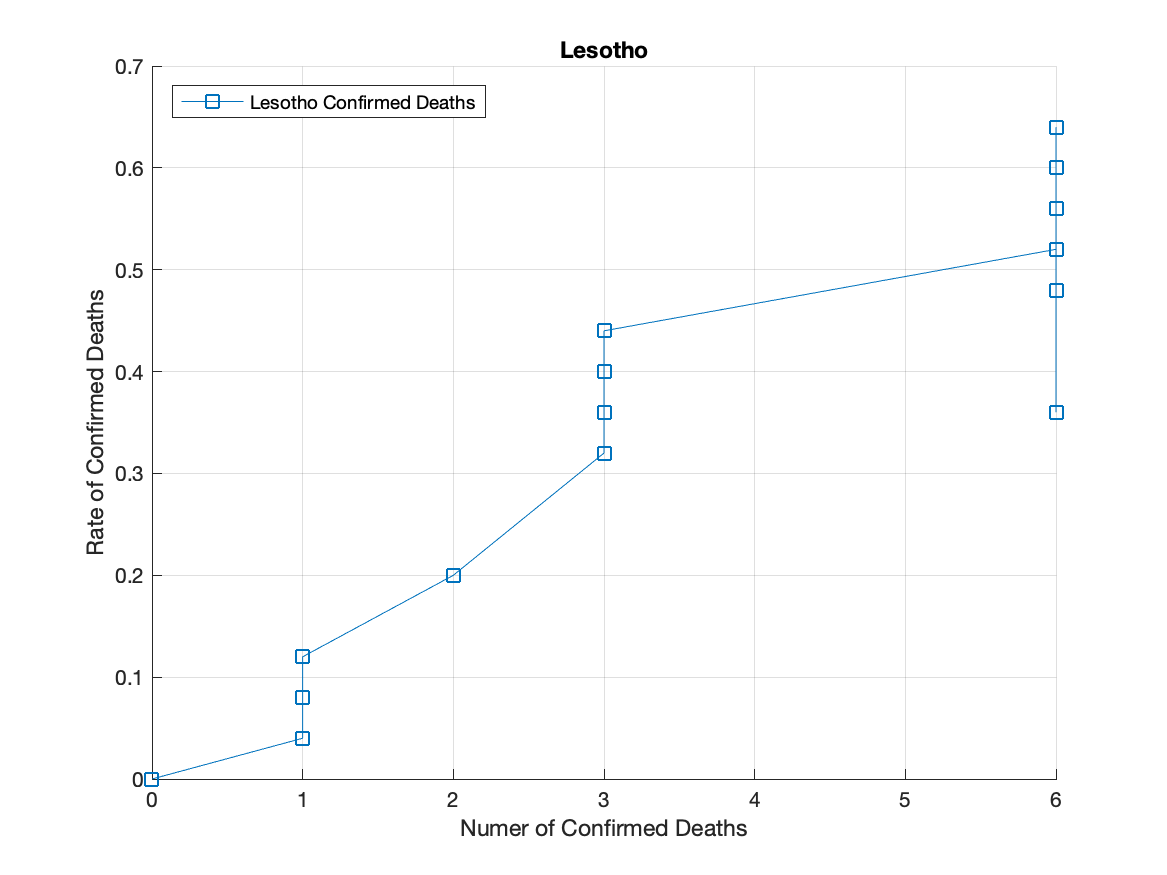 Lesotho
Lesotho Confirmed Deaths
0.7
0.6
0.5
0.4
0.3
0.2
0.1
0
Rate of Confirmed Deaths
0 1 2 3 4 5 6
Numer of Confirmed Deaths